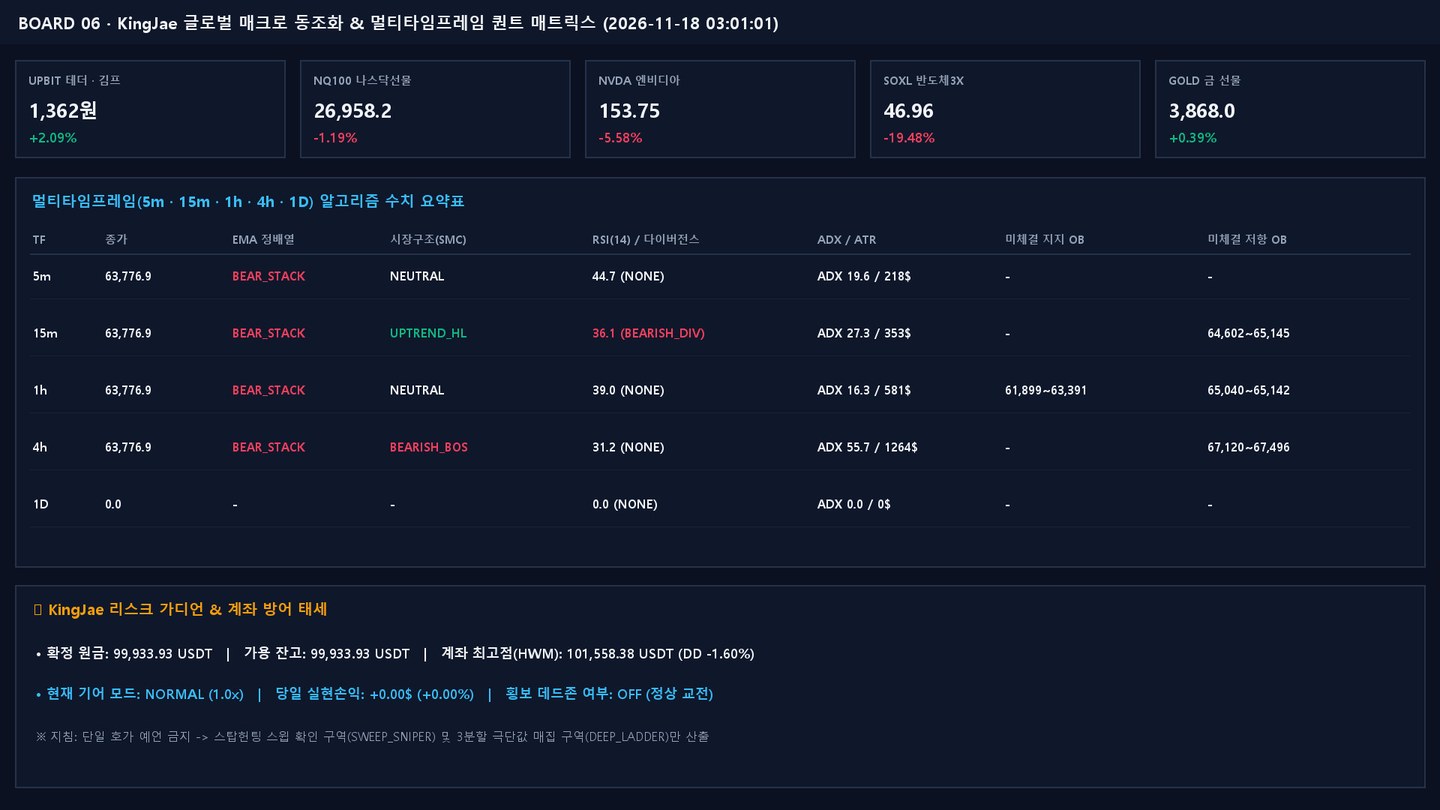 BOARD 06 · KingJae 글로벌 매크로 동조화 & 멀티타임프레임 퀀트 매트릭스 (2026-11-18 03:01:01)
UPBIT 테더 · 김프
1,362원
+2.09%
NQ100 나스닥선물
26,958.2
-1.19%
NVDA 엔비디아
153.75
-5.58%
SOXL 반도체3X
46.96
-19.48%
GOLD 금 선물
3,868.0
+0.39%
멀티타임프레임(5m · 15m · 1h · 4h · 1D) 알고리즘 수치 요약표
TF 종가 EMA 정배열 시장구조(SMC) RSI(14) / 다이버전스 ADX / ATR 미체결 지지 OB 미체결 저항 OB
5m 63,776.9 BEAR_STACK NEUTRAL 44.7 (NONE) ADX 19.6 / 218$ - -
15m 63,776.9 BEAR_STACK UPTREND_HL 36.1 (BEARISH_DIV) ADX 27.3 / 353$ - 64,602~65,145
1h 63,776.9 BEAR_STACK NEUTRAL 39.0 (NONE) ADX 16.3 / 581$ 61,899~63,391 65,040~65,142
4h 63,776.9 BEAR_STACK BEARISH_BOS 31.2 (NONE) ADX 55.7 / 1264$ - 67,120~67,496
1D 0.0 - - 0.0 (NONE) ADX 0.0 / 0$ - -
KingJae 리스크 가디언 & 계좌 방어 태세
• 확정 원금: 99,933.93 USDT | 가용 잔고: 99,933.93 USDT | 계좌 최고점(HWM): 101,558.38 USDT (DD -1.60%)
• 현재 기어 모드: NORMAL (1.0x) | 당일 실현손익: +0.00$ (+0.00%) | 횡보 데드존 여부: OFF (정상 교전)
※ 지침: 단일 호가 예언 금지 -> 스탑헌팅 스윕 확인 구역(SWEEP_SNIPER) 및 3분할 극단값 매집 구역(DEEP_LADDER)만 산출